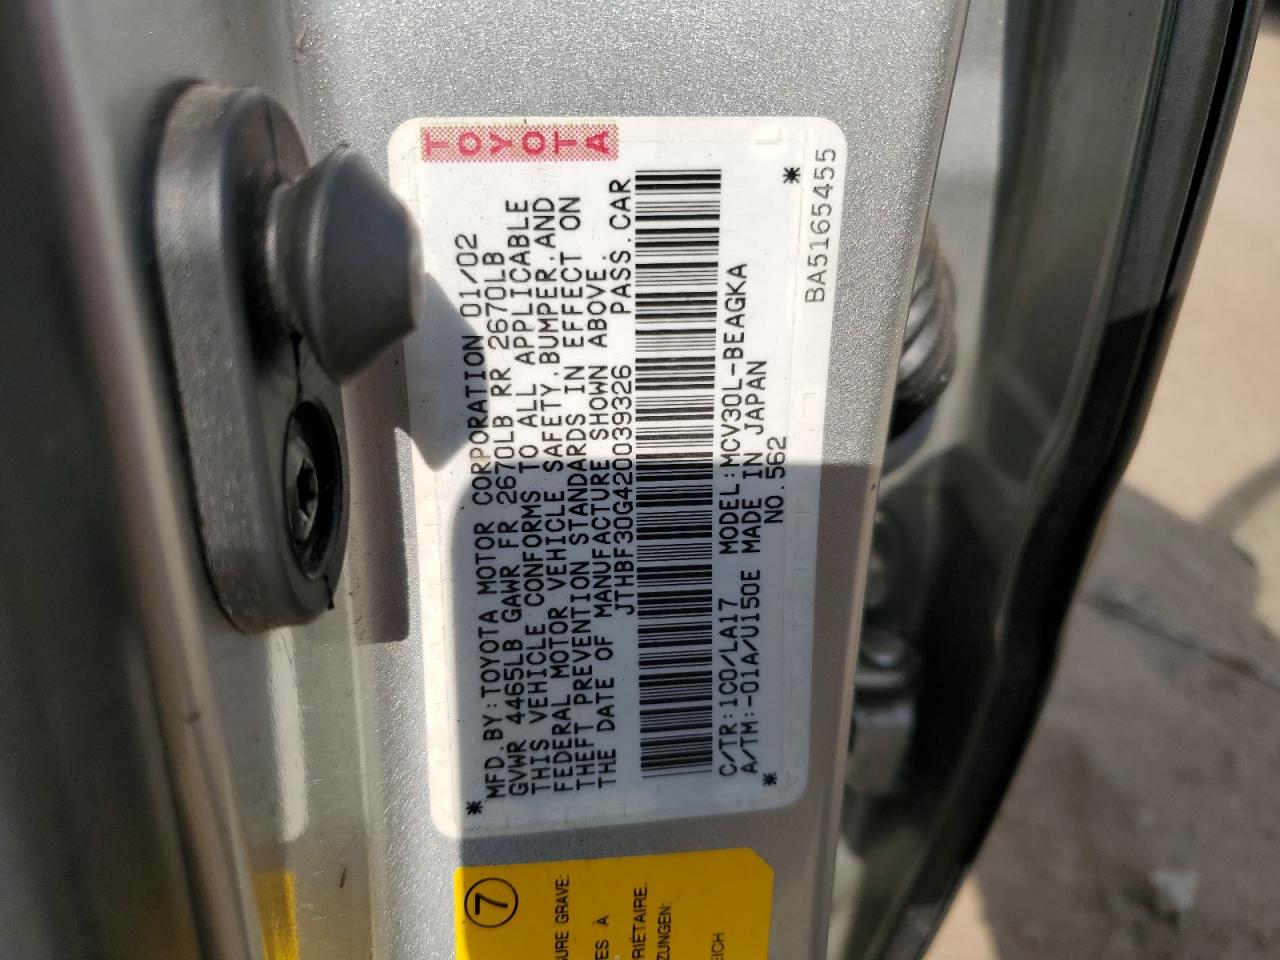 TOYOTA
MFD.BY:TOYOTA MOTOR CORPORATION 01/02
GVWR 4465LB GAWR FR 2670LB RR 2670LB
THIS VEHICLE CONFORMS TO ALL APPLICABLE
FEDERAL MOTOR VEHICLE SAFETY,BUMPER,AND
THEFT PREVENTION STANDARDS IN EFFECT ON
THE DATE OF MANUFACTURE SHOWN ABOVE.
JTHBF30G420039326 PASS.CAR
C/TR:1C0/LA17 MODEL:MCV30L-BEAGKA
A/TM:-01A/U150E MADE IN JAPAN
NO.562
BA5165455
7
GRAVE:
À